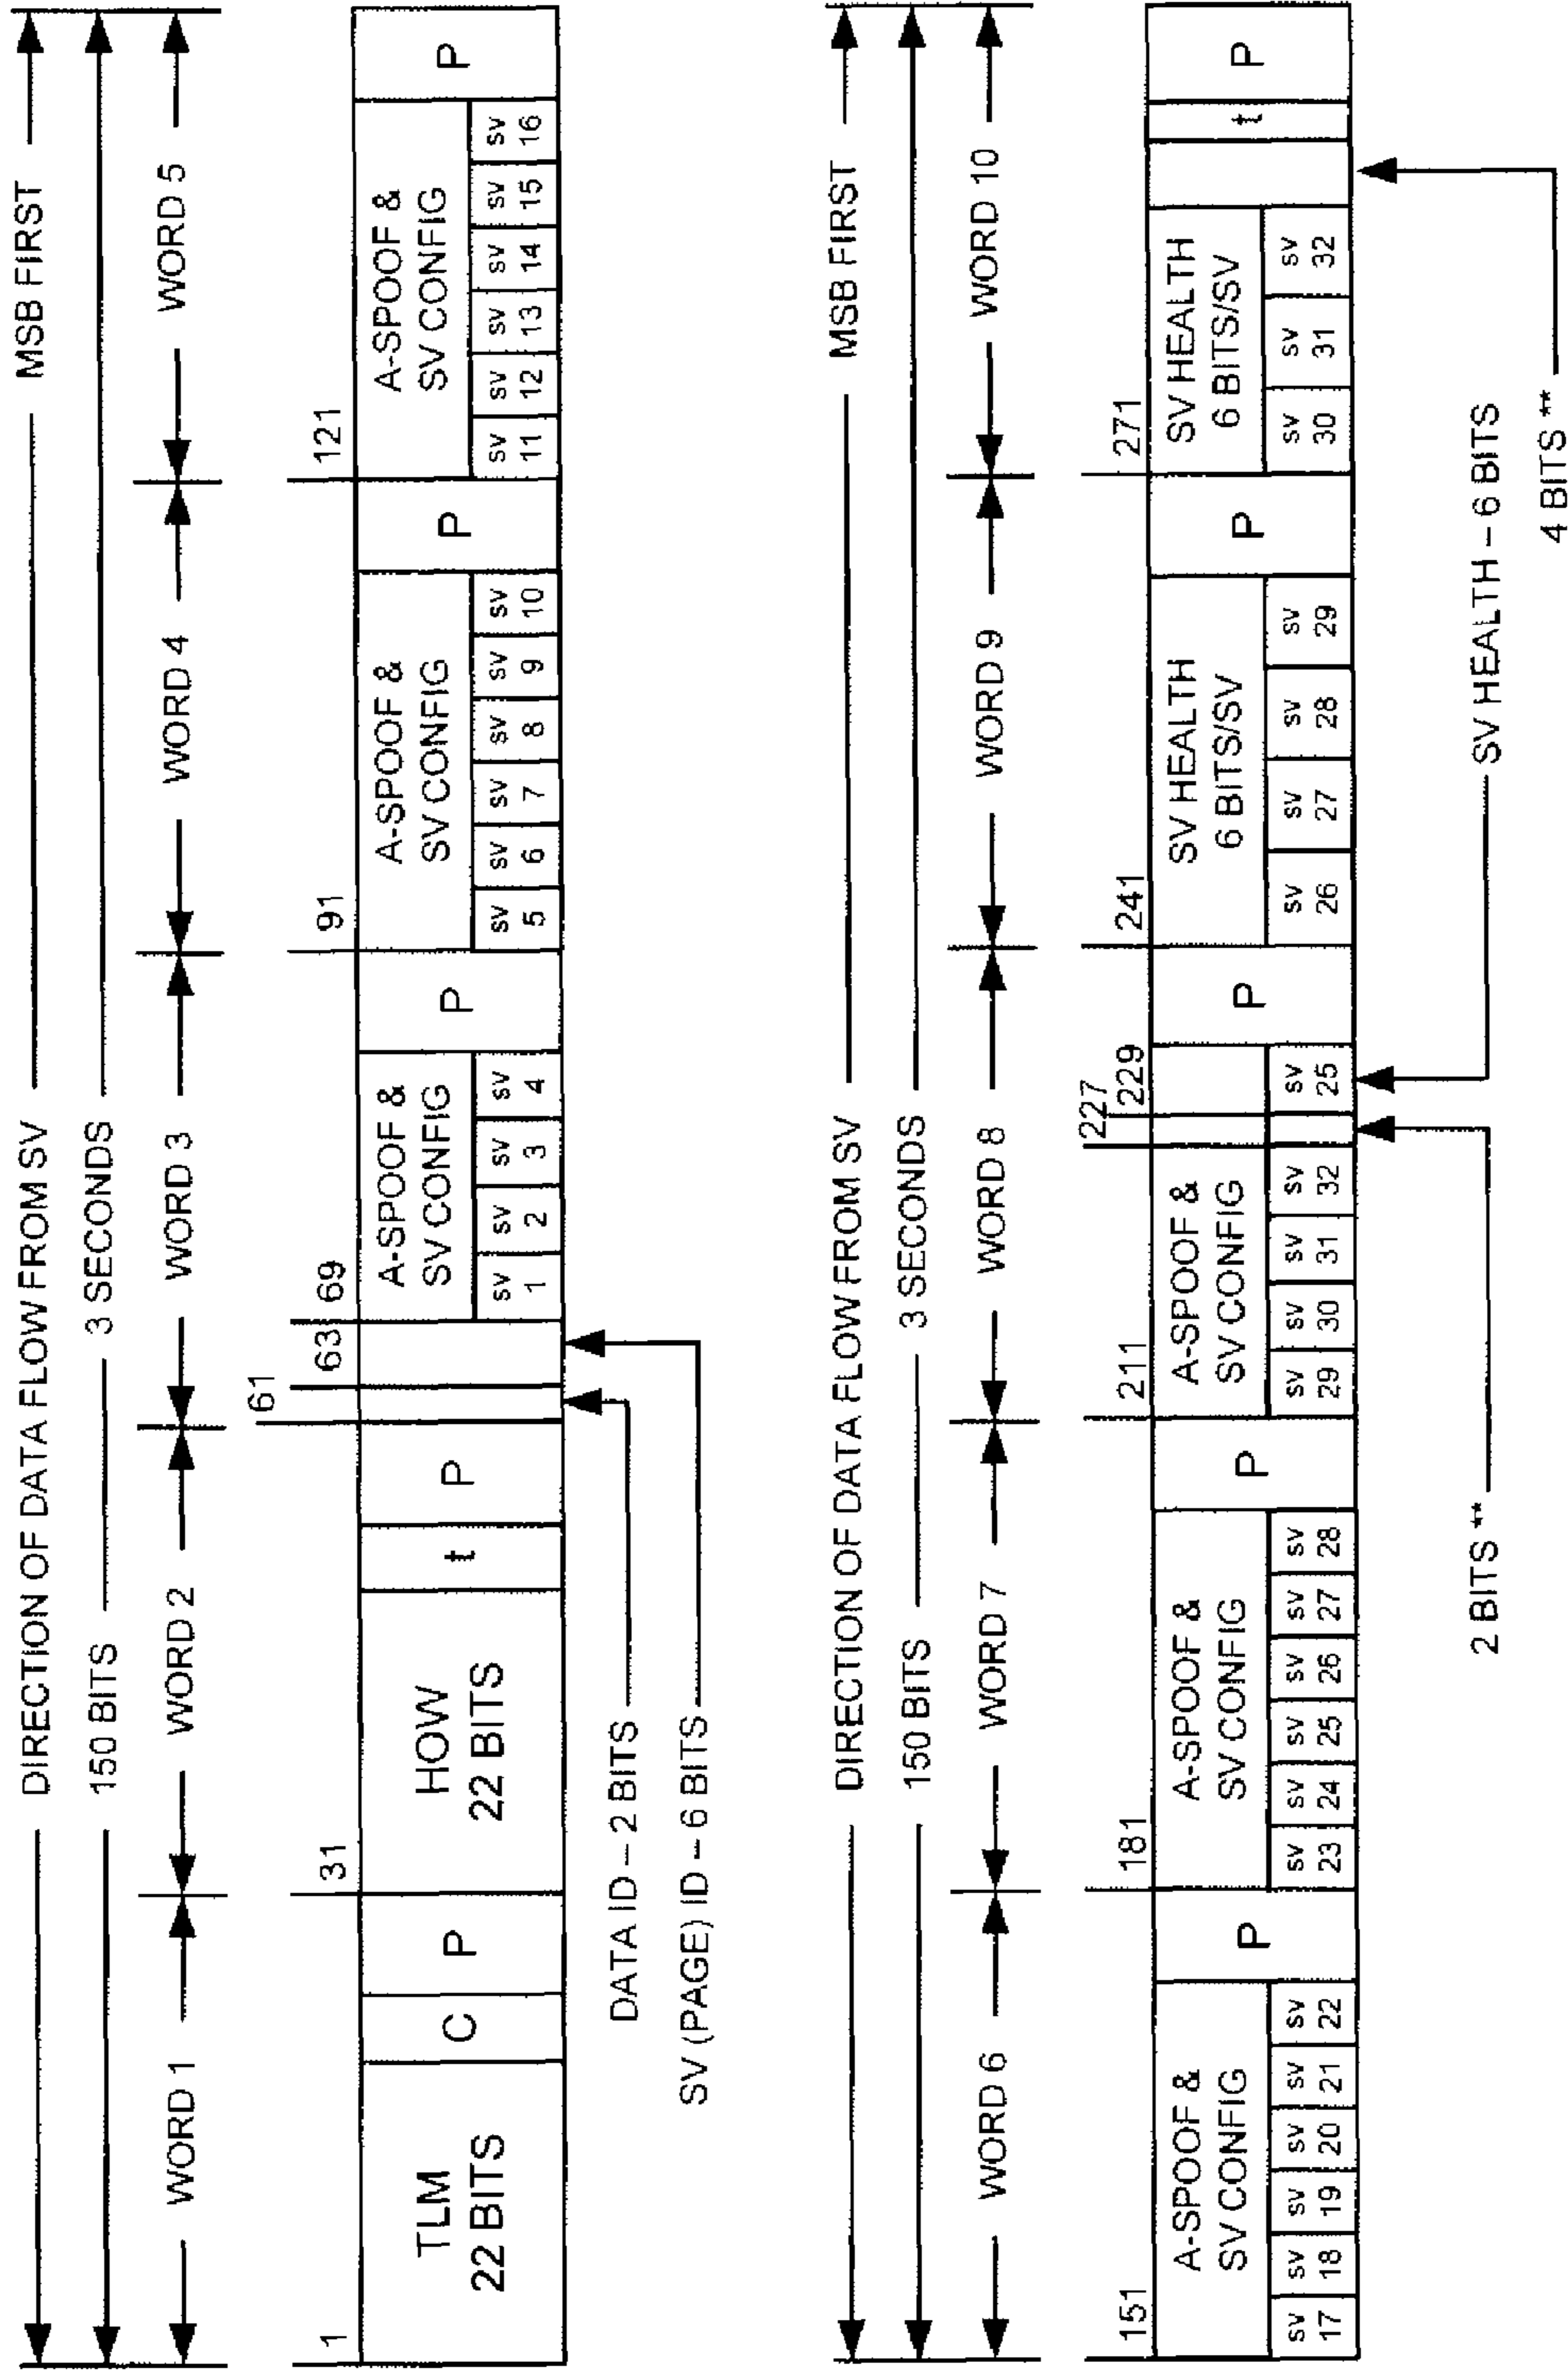 DIRECTION OF DATA FLOW FROM SV MSB FIRST
150 BITS 3 SECONDS
WORD 1 WORD 2 WORD 3 WORD 4 WORD 5
1 31 61 63 69 91 121
TLM
22 BITS
C
P
HOW
22 BITS
t
P
A-SPOOF &
SV CONFIG
SV 1 SV 2 SV 3 SV 4
P
A-SPOOF &
SV CONFIG
SV 5 SV 6 SV 7 SV 8 SV 9 SV 10
P
A-SPOOF &
SV CONFIG
SV 11 SV 12 SV 13 SV 14 SV 15 SV 16
P
DATA ID – 2 BITS
SV (PAGE) ID – 6 BITS
DIRECTION OF DATA FLOW FROM SV MSB FIRST
150 BITS 3 SECONDS
WORD 6 WORD 7 WORD 8 WORD 9 WORD 10
151 181 211 227 229 241 271
A-SPOOF &
SV CONFIG
SV 17 SV 18 SV 19 SV 20 SV 21 SV 22
P
A-SPOOF &
SV CONFIG
SV 23 SV 24 SV 25 SV 26 SV 27 SV 28
P
A-SPOOF &
SV CONFIG
SV 29 SV 30 SV 31 SV 32
SV 25
P
SV HEALTH
6 BITS/SV
SV 26 SV 27 SV 28 SV 29
P
SV HEALTH
6 BITS/SV
SV 30 SV 31 SV 32
t
P
2 BITS **
SV HEALTH – 6 BITS
4 BITS **